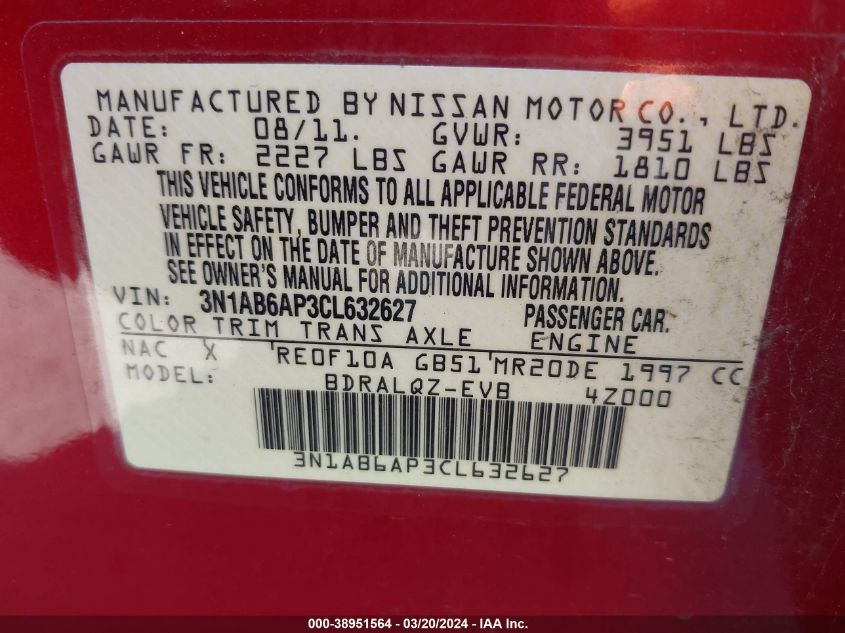 MANUFACTURED BY NISSAN MOTOR CO., LTD.
DATE: 08/11. GVWR: 3951 LBS
GAWR FR: 2227 LBS GAWR RR: 1810 LBS
THIS VEHICLE CONFORMS TO ALL APPLICABLE FEDERAL MOTOR
VEHICLE SAFETY, BUMPER AND THEFT PREVENTION STANDARDS
IN EFFECT ON THE DATE OF MANUFACTURE SHOWN ABOVE.
SEE OWNER'S MANUAL FOR ADDITIONAL INFORMATION.
VIN: 3N1AB6AP3CL632627 PASSENGER CAR.
COLOR TRIM TRANS AXLE ENGINE
NAC X RE0F10A GB51 MR20DE 1997 CC
MODEL: BDRALQZ-EVB 4Z000
3N1AB6AP3CL632627
000-38951564 — 03/20/2024 — IAA, Inc.